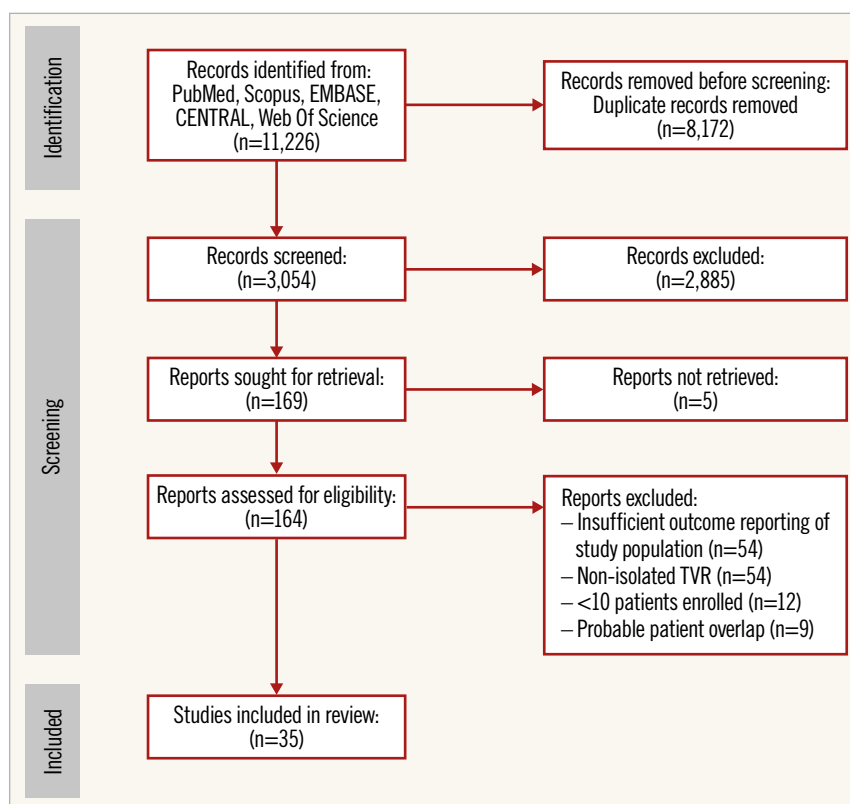 Identification
Records identified from:
PubMed, Scopus, EMBASE,
CENTRAL, Web Of Science
(n=11,226)
Records removed before screening:
Duplicate records removed
(n=8,172)
Screening
Records screened:
(n=3,054)
Records excluded:
(n=2,885)
Reports sought for retrieval:
(n=169)
Reports not retrieved:
(n=5)
Reports assessed for eligibility:
(n=164)
Reports excluded:
– Insufficient outcome reporting of
study population (n=54)
– Non-isolated TVR (n=54)
– <10 patients enrolled (n=12)
– Probable patient overlap (n=9)
Included
Studies included in review:
(n=35)